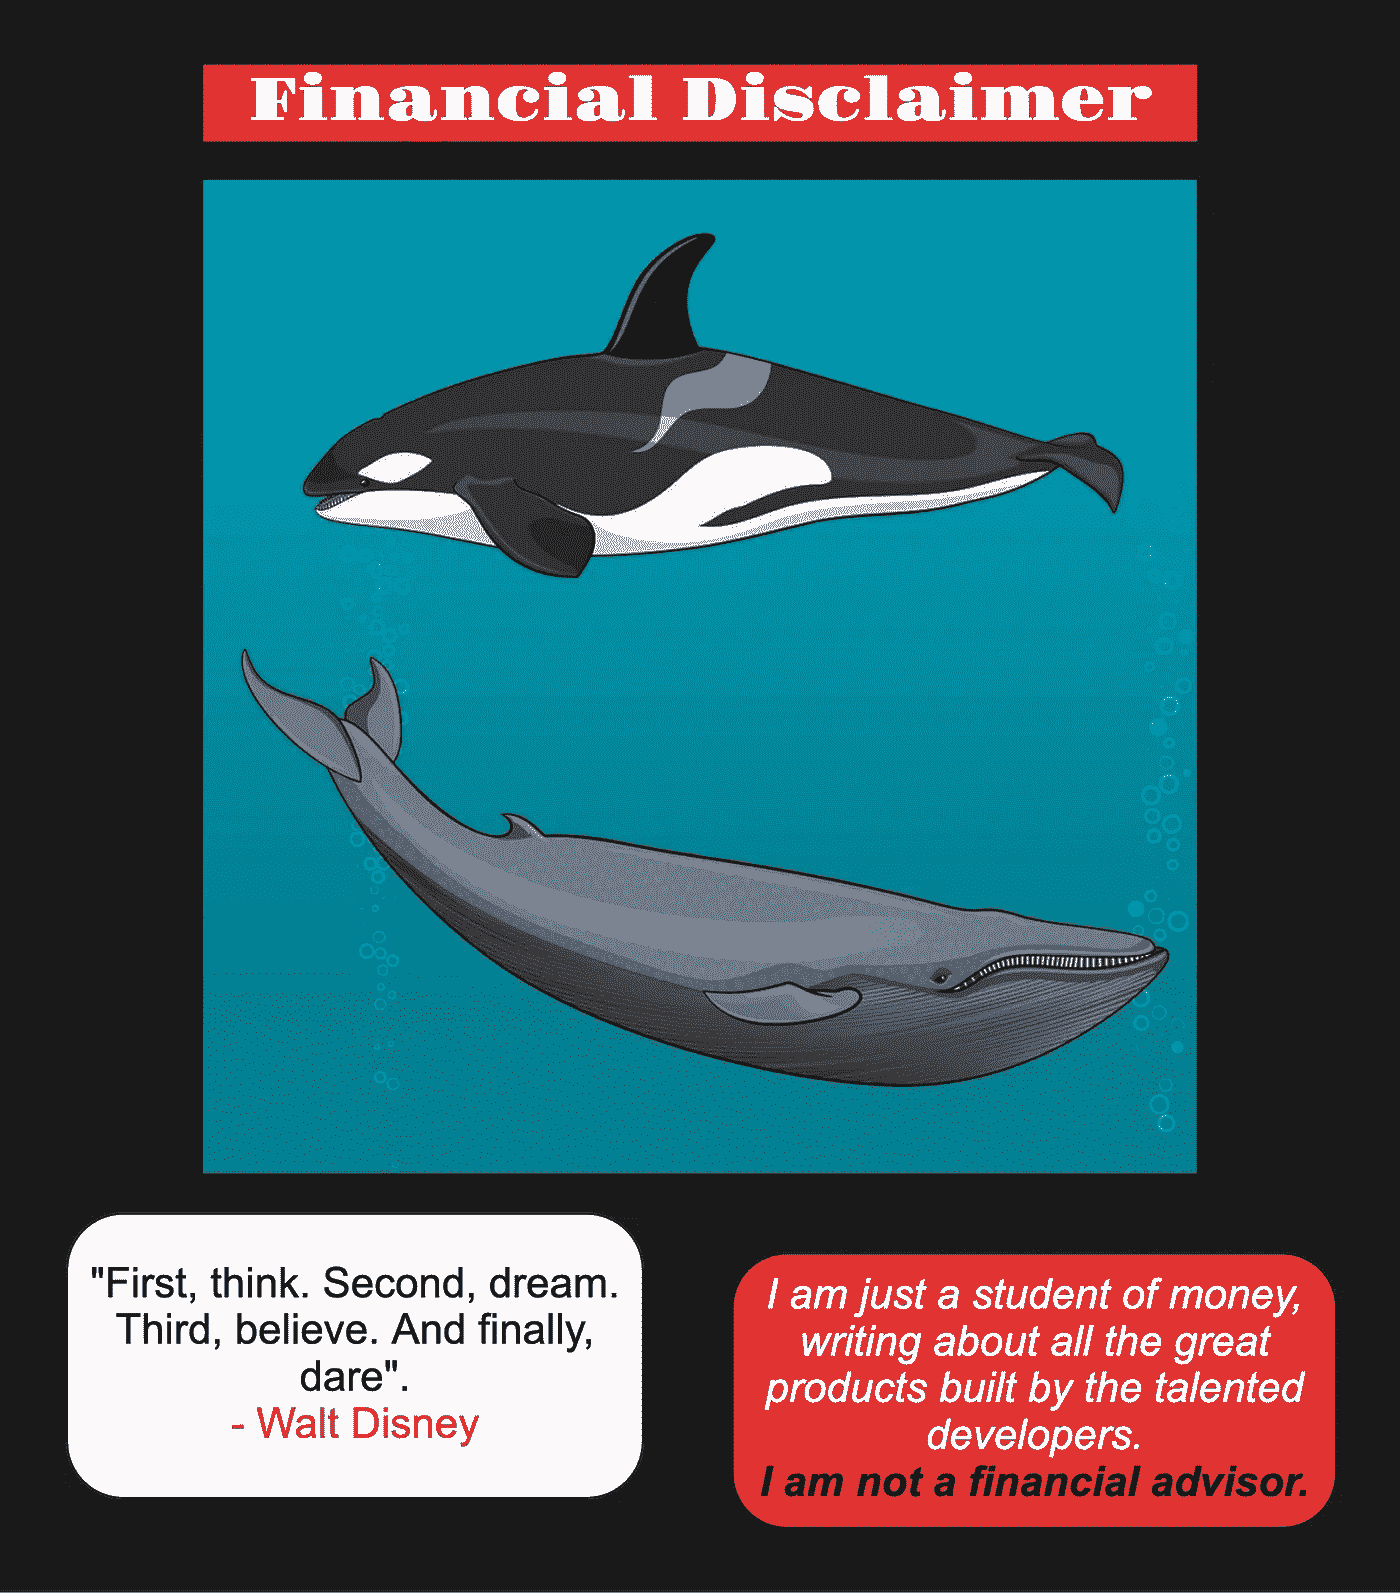 Financial Disclaimer
"First, think. Second, dream.
Third, believe. And finally,
dare".
- Walt Disney
I am just a student of money,
writing about all the great
products built by the talented
developers.
I am not a financial advisor.